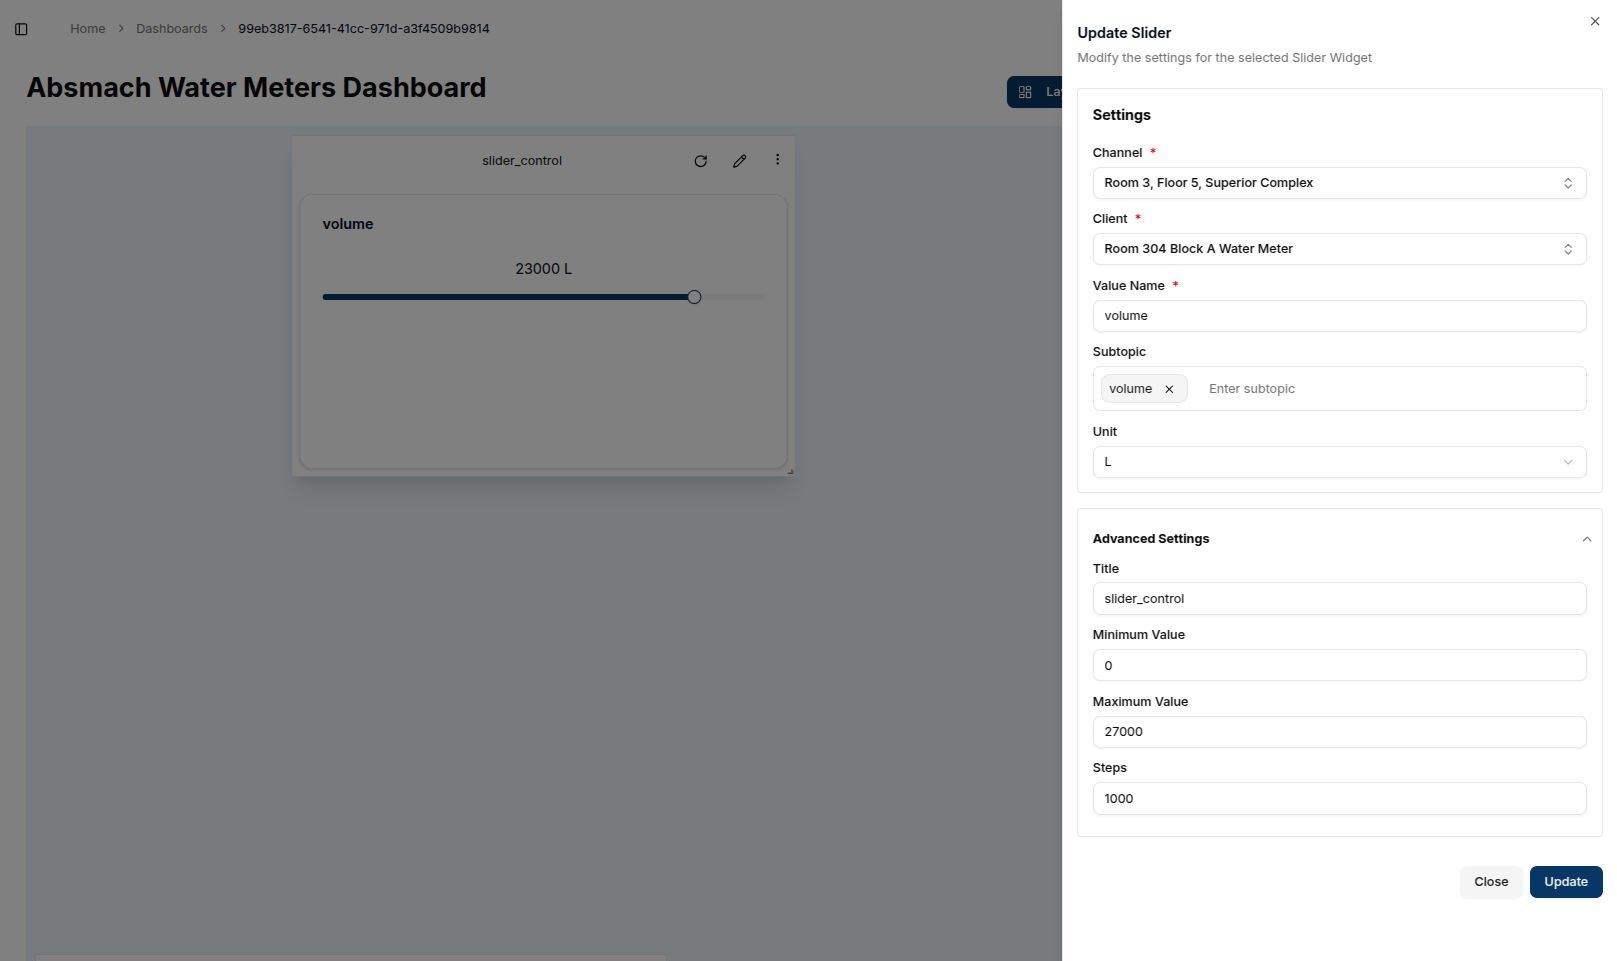 Home > Dashboards > 99eb3817-6541-41cc-971d-a3f4509b9814
Absmach Water Meters Dashboard
slider_control
volume
23000 L
Update Slider
Modify the settings for the selected Slider Widget
Settings
Channel *
Room 3, Floor 5, Superior Complex
Client *
Room 304 Block A Water Meter
Value Name *
volume
Subtopic
volume × Enter subtopic
Unit
L
Advanced Settings
Title
slider_control
Minimum Value
0
Maximum Value
27000
Steps
1000
Close Update